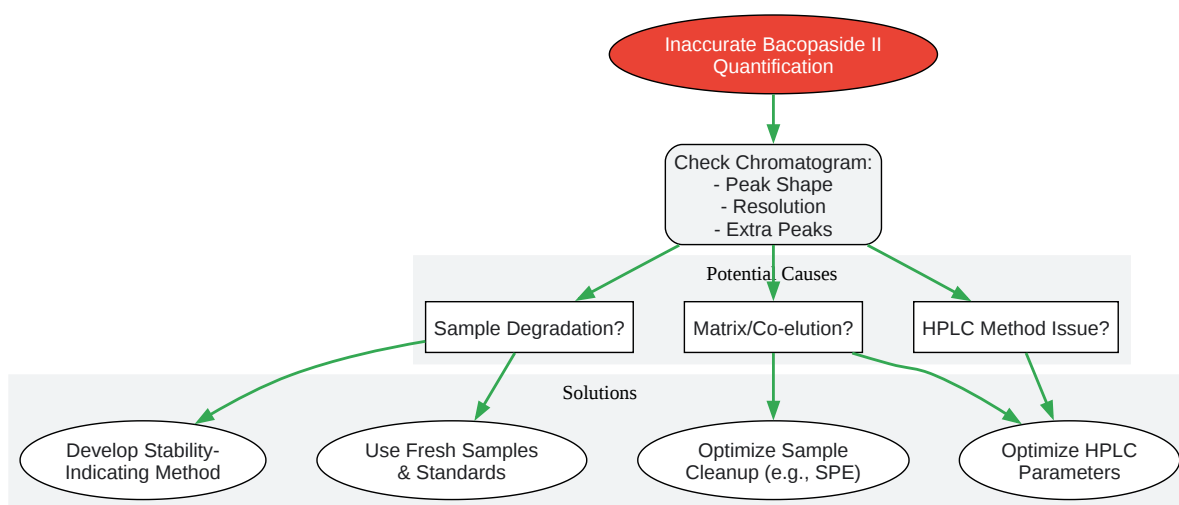 Inaccurate Bacopaside II
Quantification
Check Chromatogram:
- Peak Shape
- Resolution
- Extra Peaks
Potential Causes
Sample Degradation?
Matrix/Co-elution?
HPLC Method Issue?
Solutions
Develop Stability-
Indicating Method
Use Fresh Samples
& Standards
Optimize Sample
Cleanup (e.g., SPE)
Optimize HPLC
Parameters